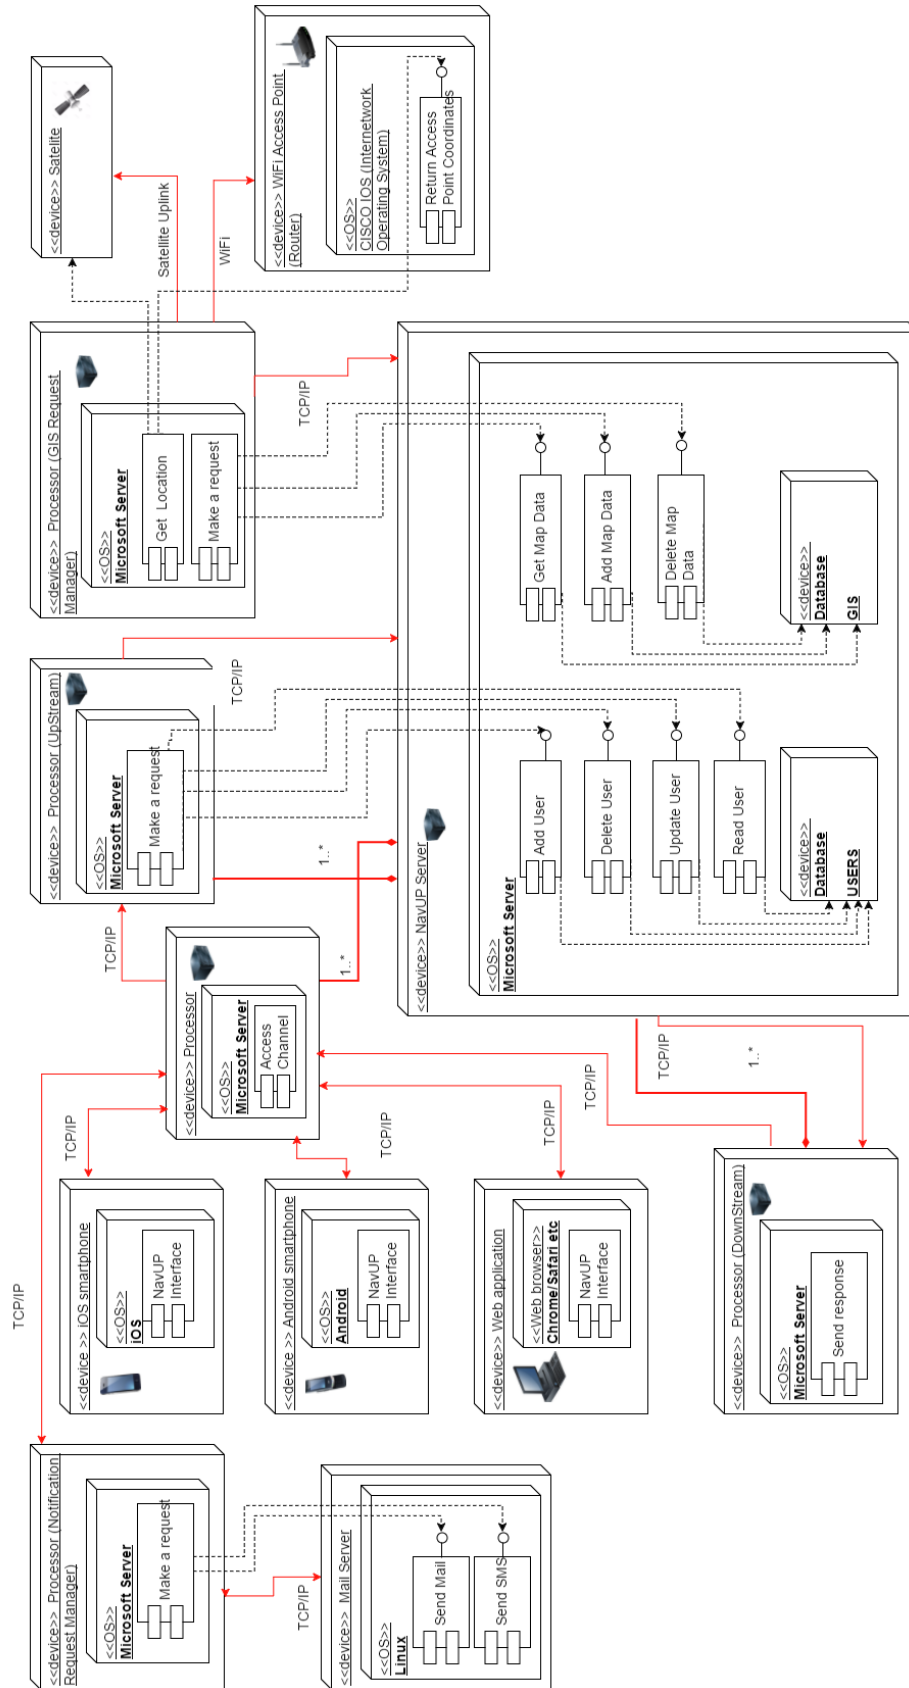 <<device>> Processor (Notification
Request Manager)
<<OS>>
Microsoft Server
Make a request
TCP/IP
<<device>> Mail Server
<<OS>>
Linux
Send Mail
Send SMS
TCP/IP
<<device >> iOS smartphone
<<OS>>
iOS
NavUP
Interface
TCP/IP
<<device>> Android smartphone
<<OS>>
Android
NavUP
Interface
TCP/IP
<<device>> Web application
<<Web browser>>
Chrome/Safari etc
NavUP
Interface
TCP/IP
<<device>> Processor (DownStream)
<<OS>>
Microsoft Server
Send response
TCP/IP
TCP/IP
1..*
<<device>> Processor
<<OS>>
Microsoft Server
Access
Channel
TCP/IP
1..*
<<device>> Processor (UpStream)
<<OS>>
Microsoft Server
Make a request
1..*
TCP/IP
<<device>> NavUP Server
<<OS>>
Microsoft Server
Add User
Delete User
Update User
Read User
<<device>>
Database
USERS
Get Map Data
Add Map Data
Delete Map
Data
<<device>>
Database
GIS
<<device>> Processor (GIS Request
Manager)
<<OS>>
Microsoft Server
Get Location
Make a request
TCP/IP
Satellite Uplink
WiFi
<<device>> Satelite
<<device>> WiFi Access Point
(Router)
<<OS>>
CISCO IOS (Internetwork
Operating System)
Return Access
Point Coordinates